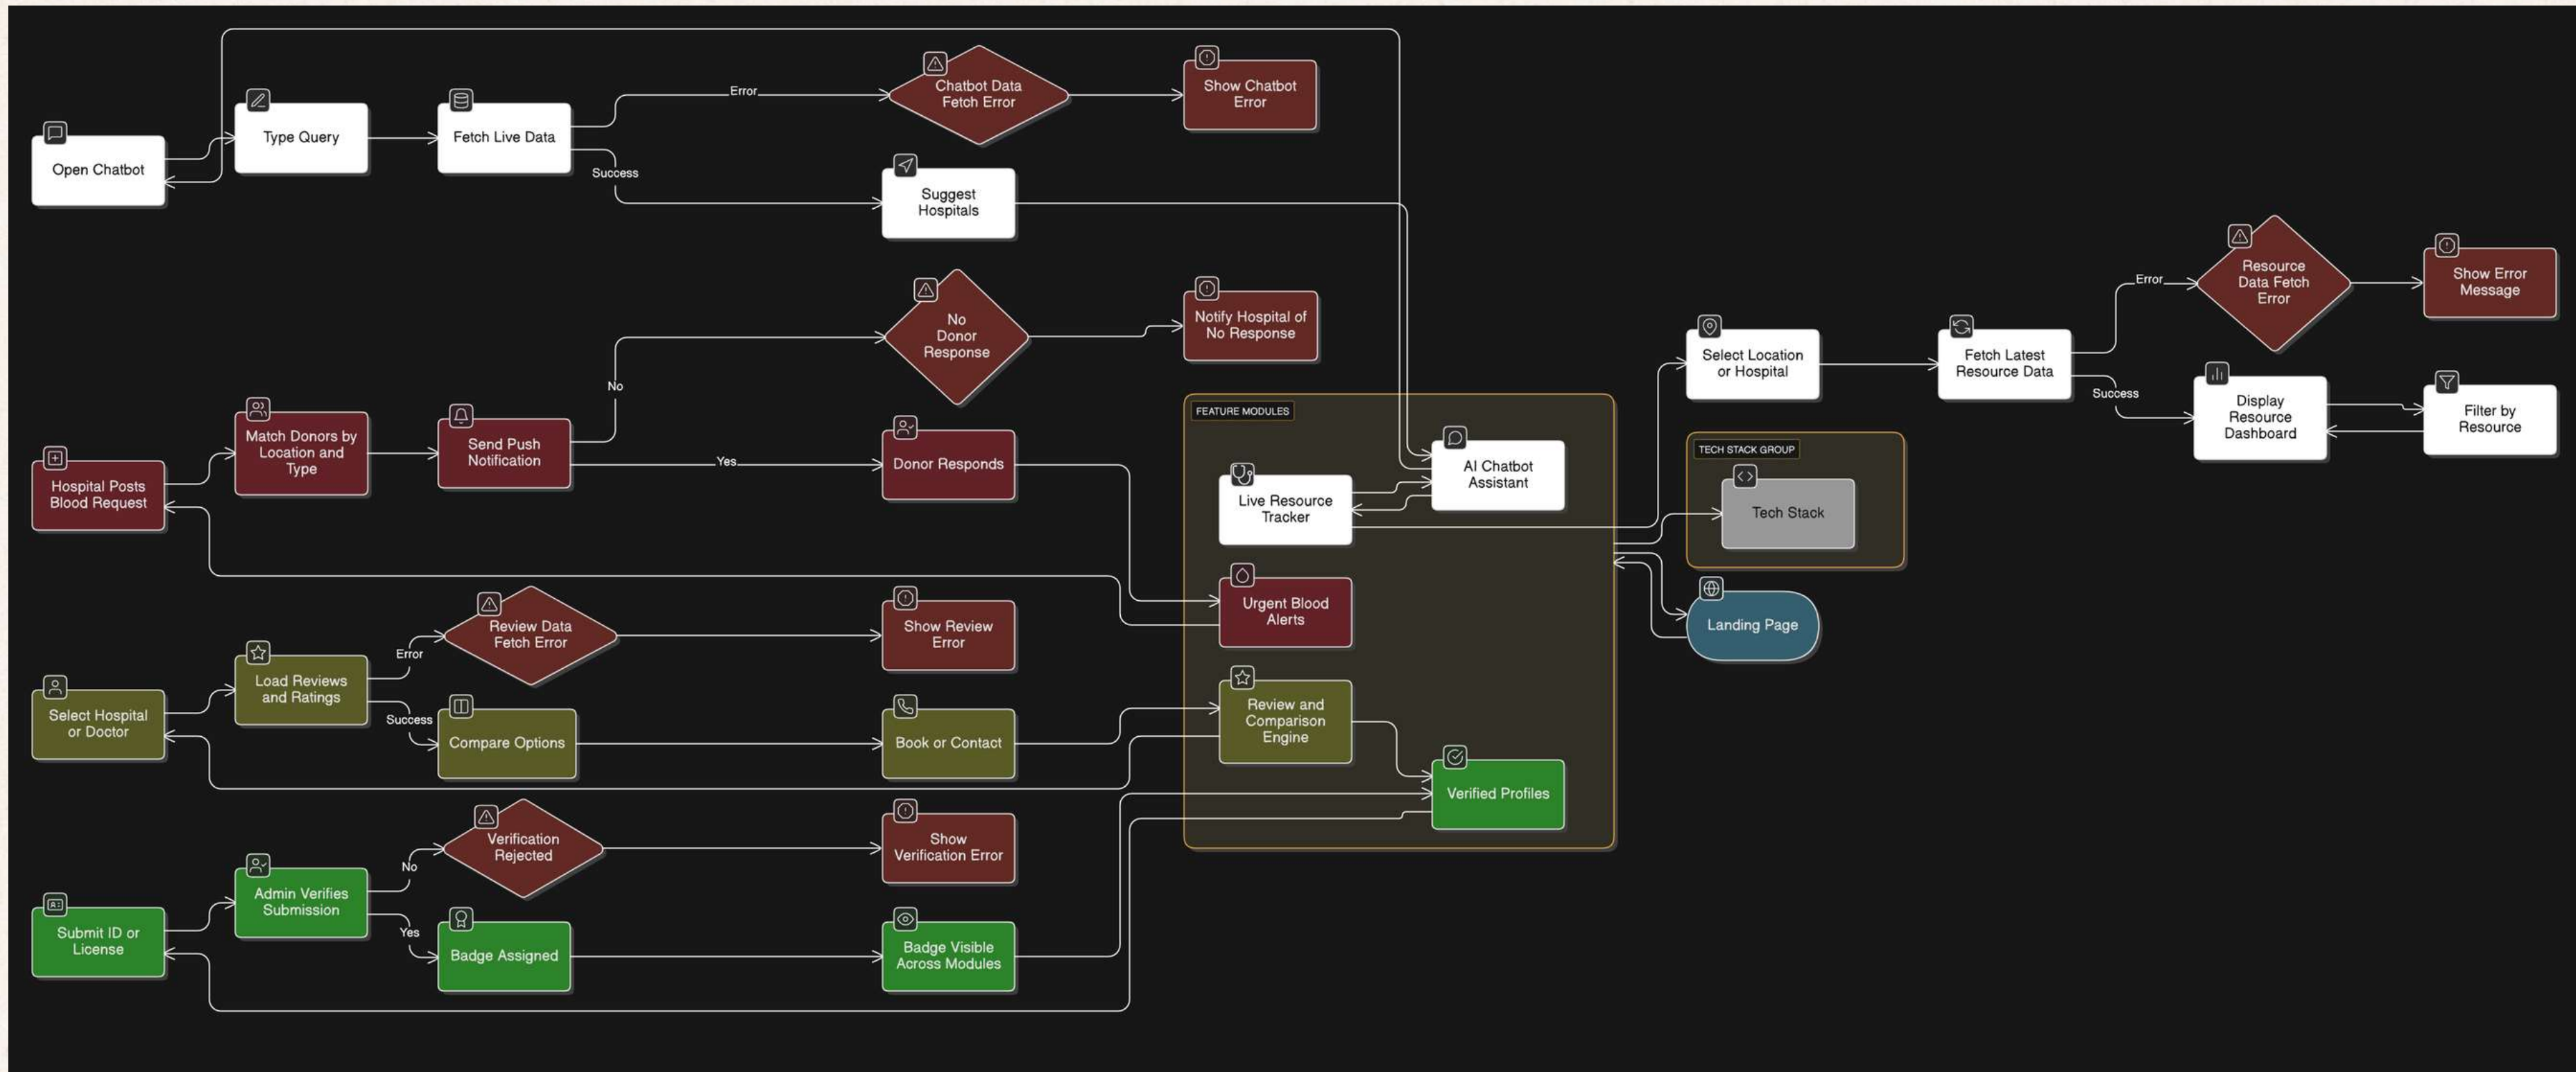 Open Chatbot
Type Query
Fetch Live Data
Error
Chatbot Data
Fetch Error
Show Chatbot
Error
Success
Suggest
Hospitals
Hospital Posts
Blood Request
Match Donors by
Location and
Type
Send Push
Notification
No
No
Donor
Response
Notify Hospital of
No Response
Yes
Donor Responds
Select Hospital
or Doctor
Load Reviews
and Ratings
Error
Review Data
Fetch Error
Show Review
Error
Success
Compare Options
Book or Contact
Submit ID or
License
Admin Verifies
Submission
No
Verification
Rejected
Show
Verification Error
Yes
Badge Assigned
Badge Visible
Across Modules
FEATURE MODULES
AI Chatbot
Assistant
Live Resource
Tracker
Urgent Blood
Alerts
Review and
Comparison
Engine
Verified Profiles
Select Location
or Hospital
Fetch Latest
Resource Data
Error
Resource
Data Fetch
Error
Show Error
Message
Success
Display
Resource
Dashboard
Filter by
Resource
TECH STACK GROUP
Tech Stack
Landing Page